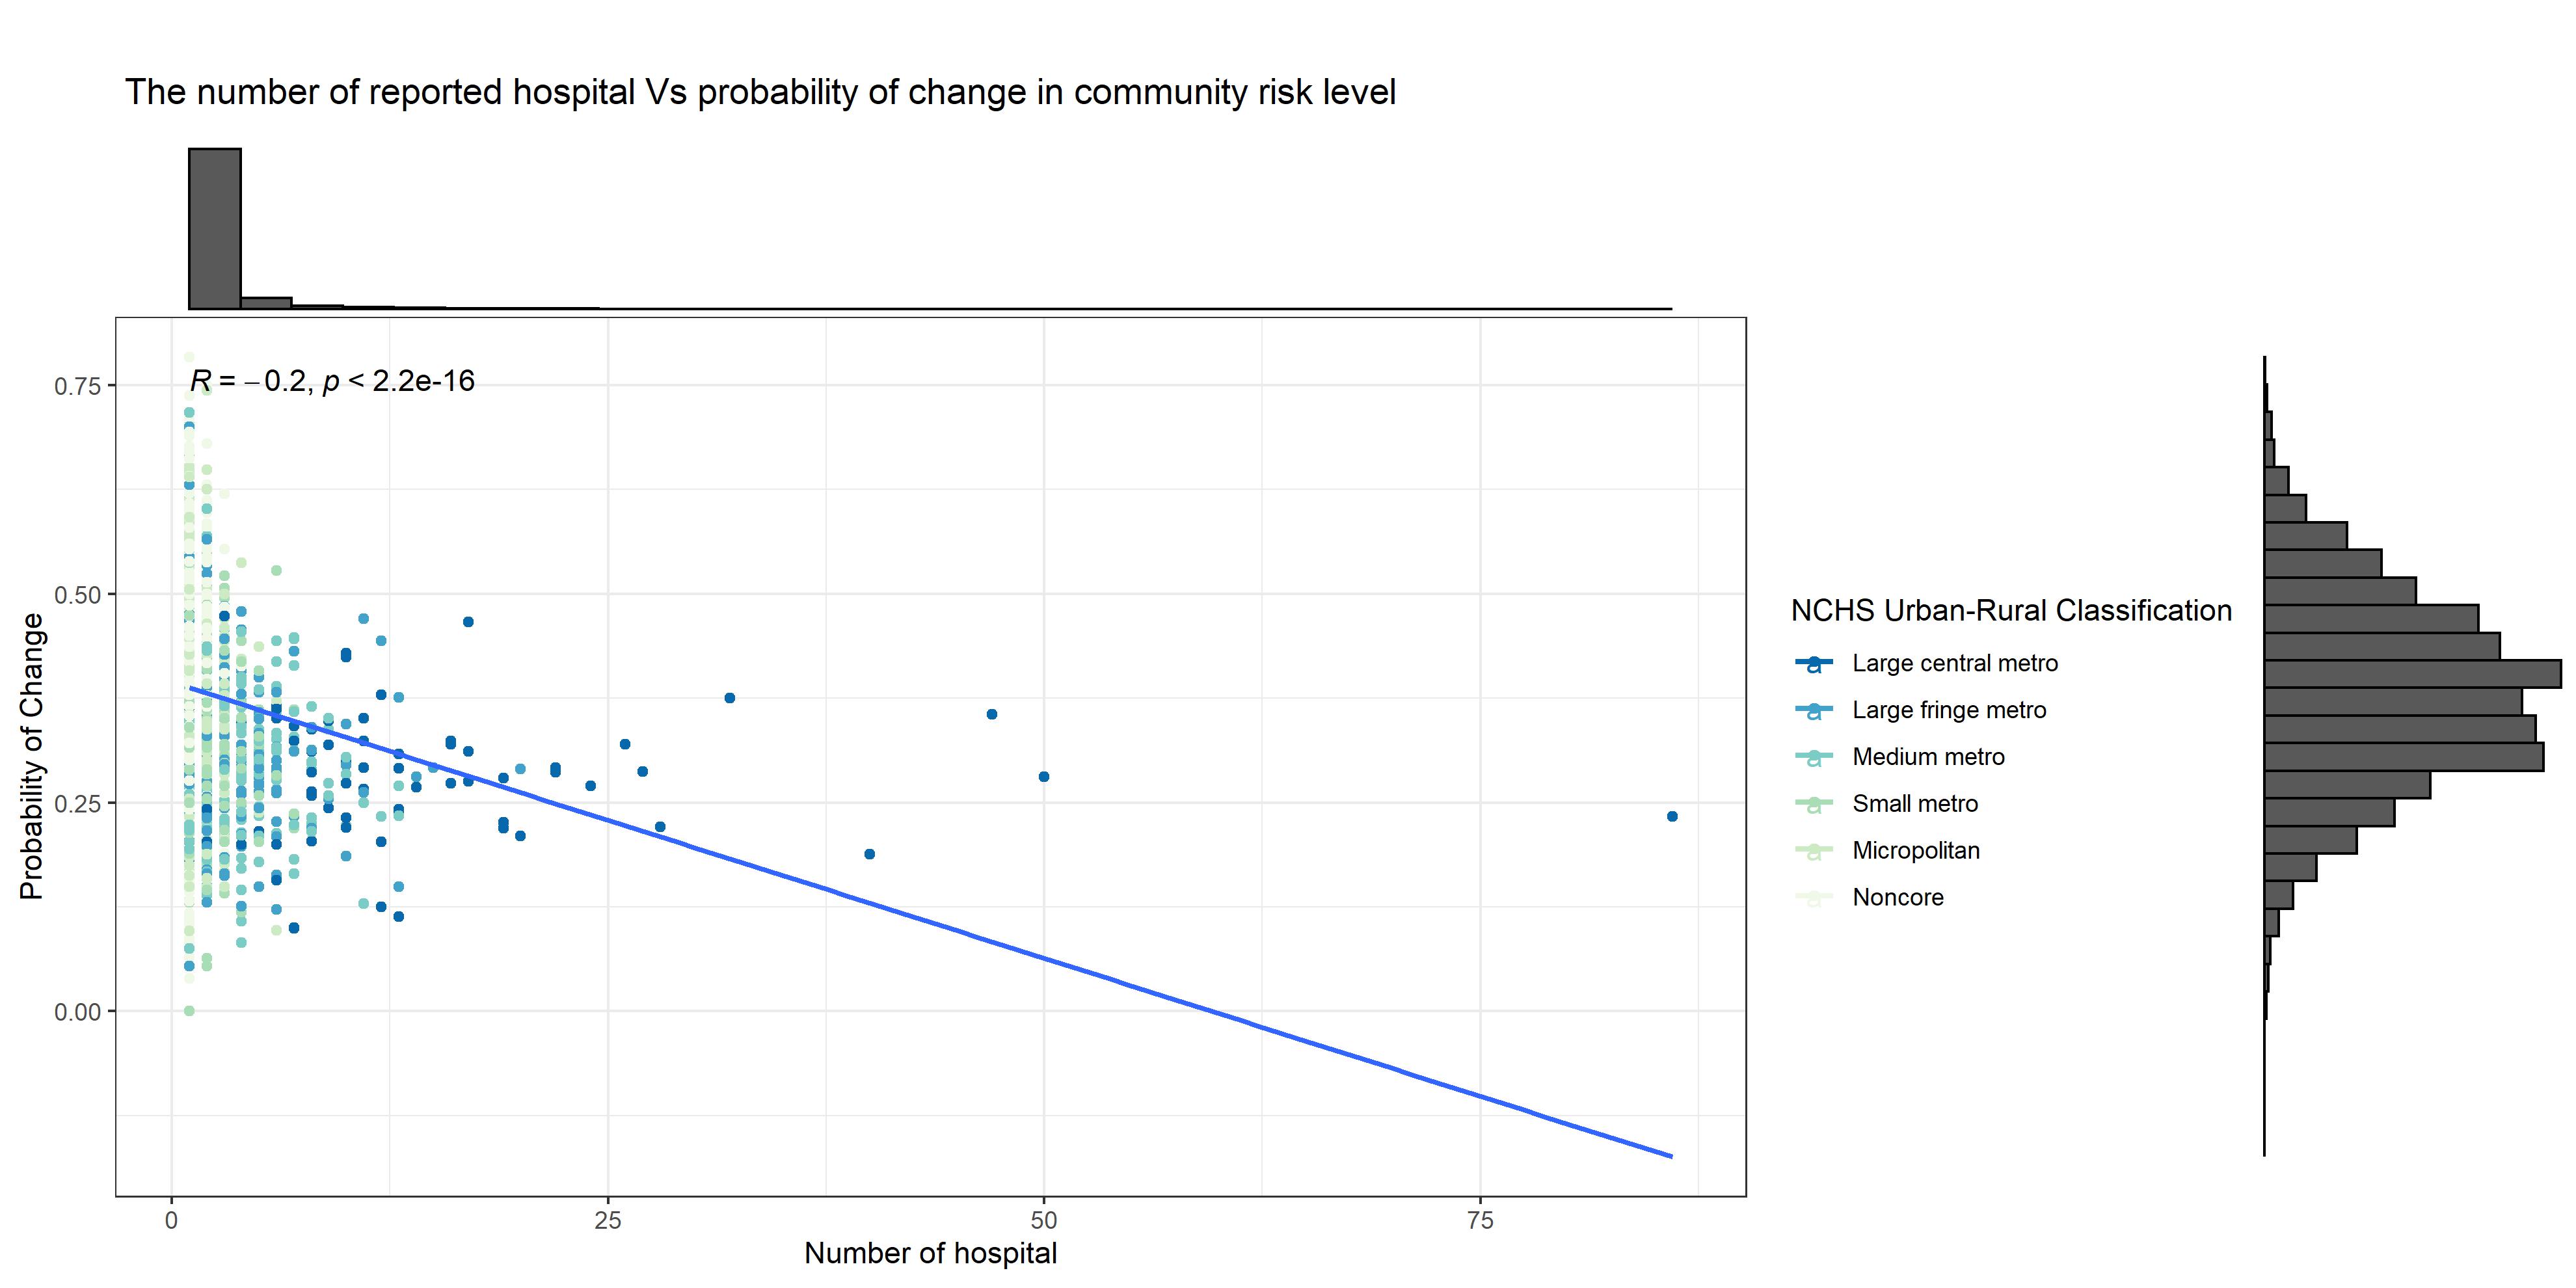 The number of reported hospital Vs probability of change in community risk level
R = −0.2, p < 2.2e-16
0.75
0.50
0.25
0.00
Probability of Change
0
25
50
75
Number of hospital
NCHS Urban-Rural Classification
a Large central metro
a Large fringe metro
a Medium metro
a Small metro
a Micropolitan
a Noncore